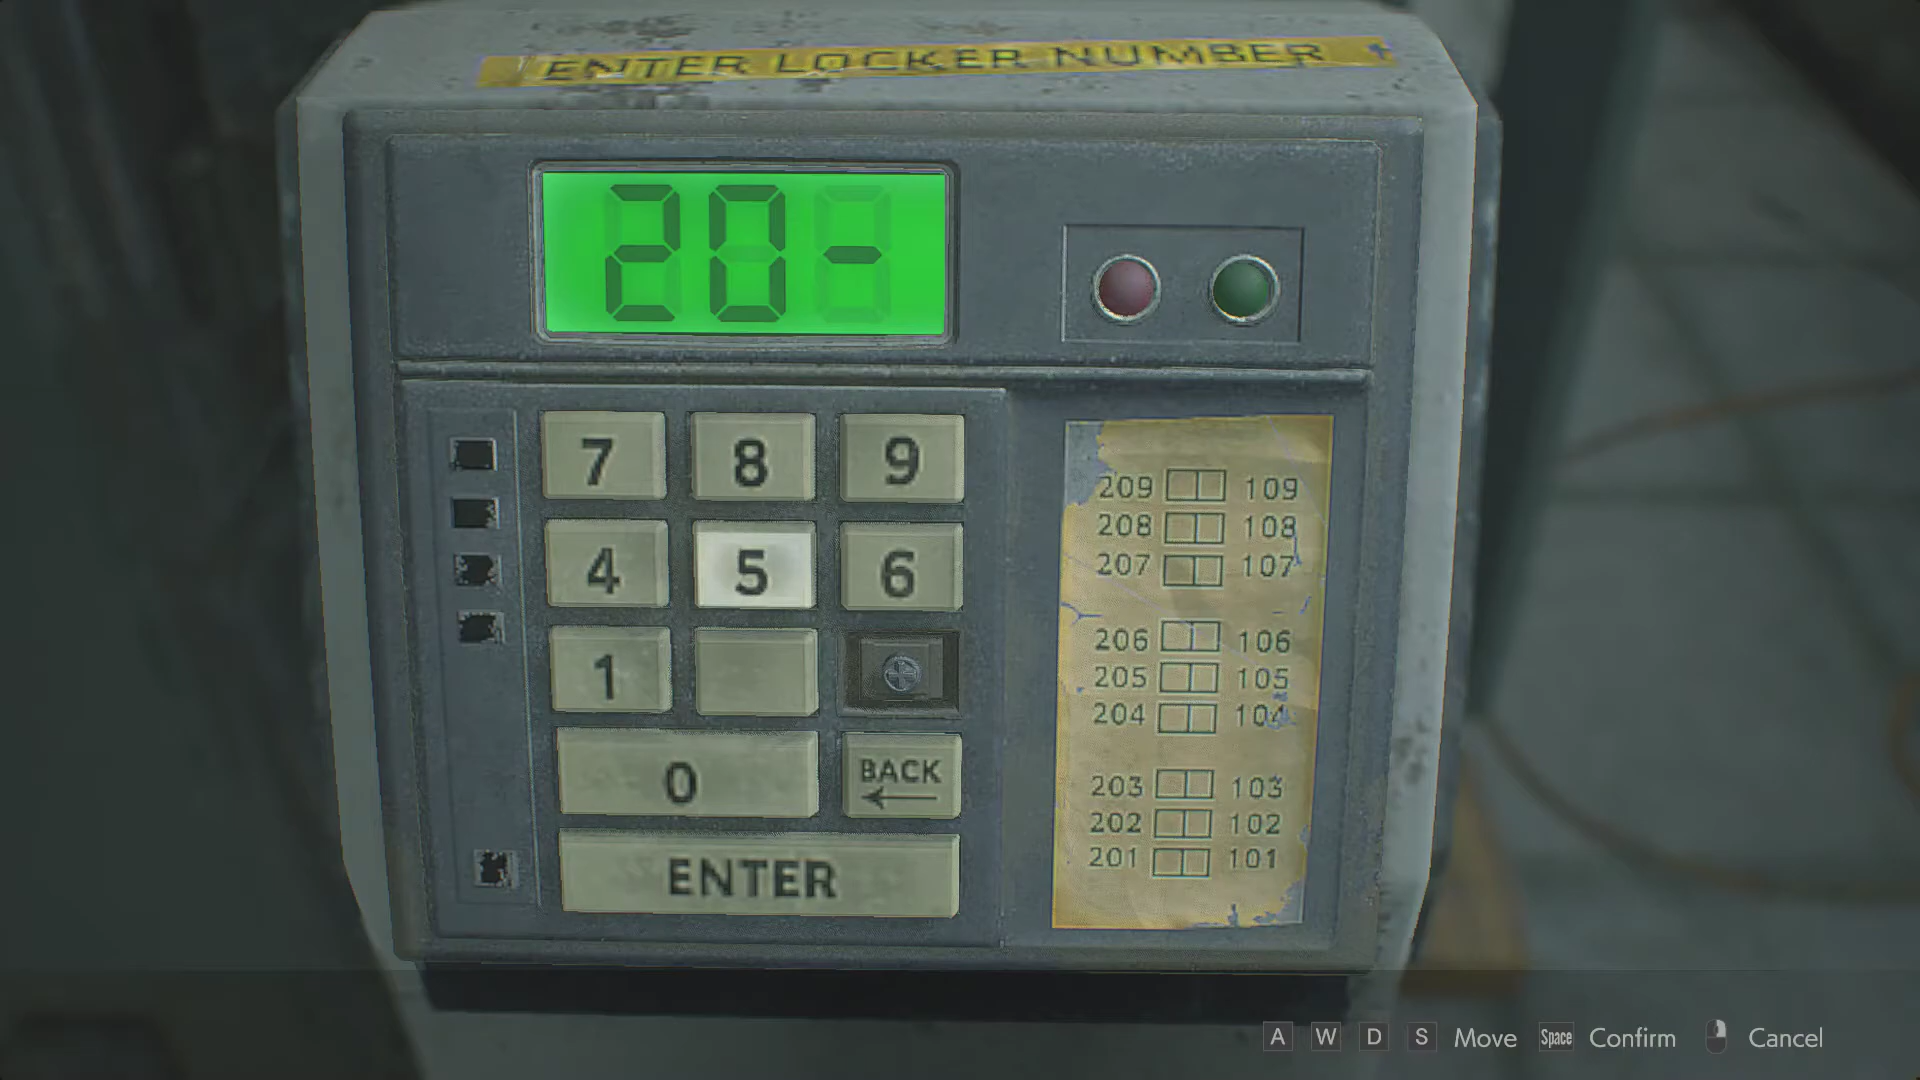 ENTER LOCKER NUMBER
20-
7 8 9
4 5 6
1
0 BACK
ENTER
209 109
208 108
207 107
206 106
205 105
204 104
203 103
202 102
201 101
A W D S Move Space Confirm Cancel